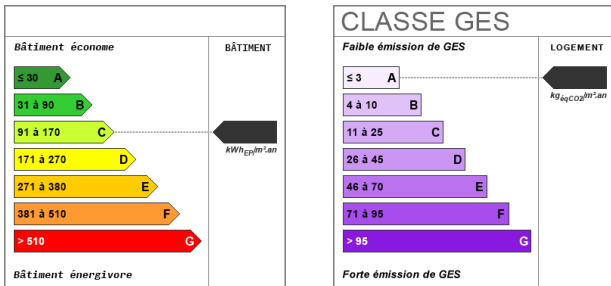 Bâtiment économe
BÂTIMENT
≤ 30 A
31 à 90 B
91 à 170 C
kWhEP/m².an
171 à 270 D
271 à 380 E
381 à 510 F
> 510 G
Bâtiment énergivore
CLASSE GES
Faible émission de GES
LOGEMENT
≤ 3 A
kgéqCO2/m².an
4 à 10 B
11 à 25 C
26 à 45 D
46 à 70 E
71 à 95 F
> 95 G
Forte émission de GES